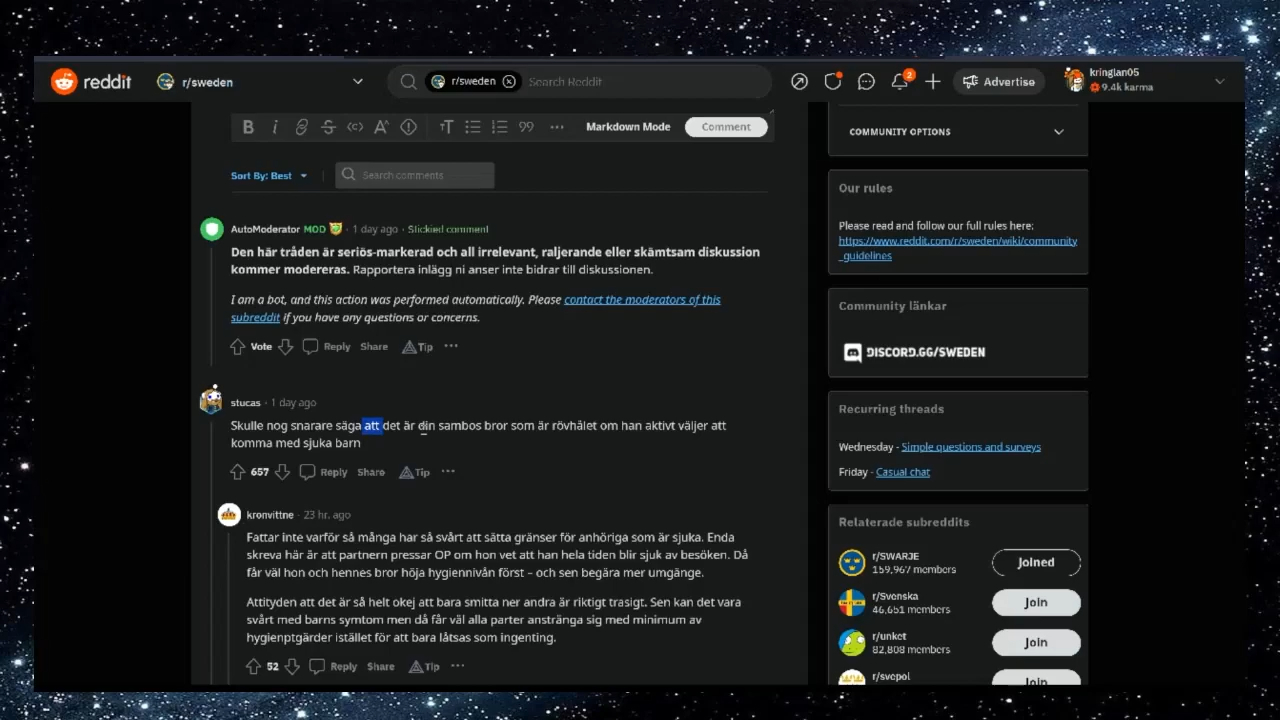 reddit
r/sweden
r/sweden
Search Reddit
2
Advertise
kringlan05
9.4k karma
Markdown Mode
Comment
Sort By: Best
Search comments
AutoModerator MOD · 1 day ago · Stickied comment
Den här tråden är seriös-markerad och all irrelevant, raljerande eller skämtsam diskussion
kommer modereras. Rapportera inlägg ni anser inte bidrar till diskussionen.
I am a bot, and this action was performed automatically. Please contact the moderators of this
subreddit if you have any questions or concerns.
Vote Reply Share Tip ...
stucas · 1 day ago
Skulle nog snarare säga att det är din sambos bror som är rövhålet om han aktivt väljer att
komma med sjuka barn
657 Reply Share Tip ...
kronvittne · 23 hr. ago
Fattar inte varför så många har så svårt att sätta gränser för anhöriga som är sjuka. Enda
skreva här är att partnern pressar OP om hon vet att han hela tiden blir sjuk av besöken. Då
får väl hon och hennes bror höja hygiennivån först – och sen begära mer umgänge.
Attityden att det är så helt okej att bara smitta ner andra är riktigt trasigt. Sen kan det vara
svårt med barns symtom men då får väl alla parter anstränga sig med minimum av
hygienptgärder istället för att bara låtsas som ingenting.
52 Reply Share Tip ...
COMMUNITY OPTIONS
Our rules
Please read and follow our full rules here:
https://www.reddit.com/r/sweden/wiki/community
_guidelines
Community länkar
DISCORD.GG/SWEDEN
Recurring threads
Wednesday - Simple questions and surveys
Friday - Casual chat
Relaterade subreddits
r/SWARJE
159,967 members
Joined
r/Svenska
46,651 members
Join
r/unket
82,808 members
Join
r/svepol
Join